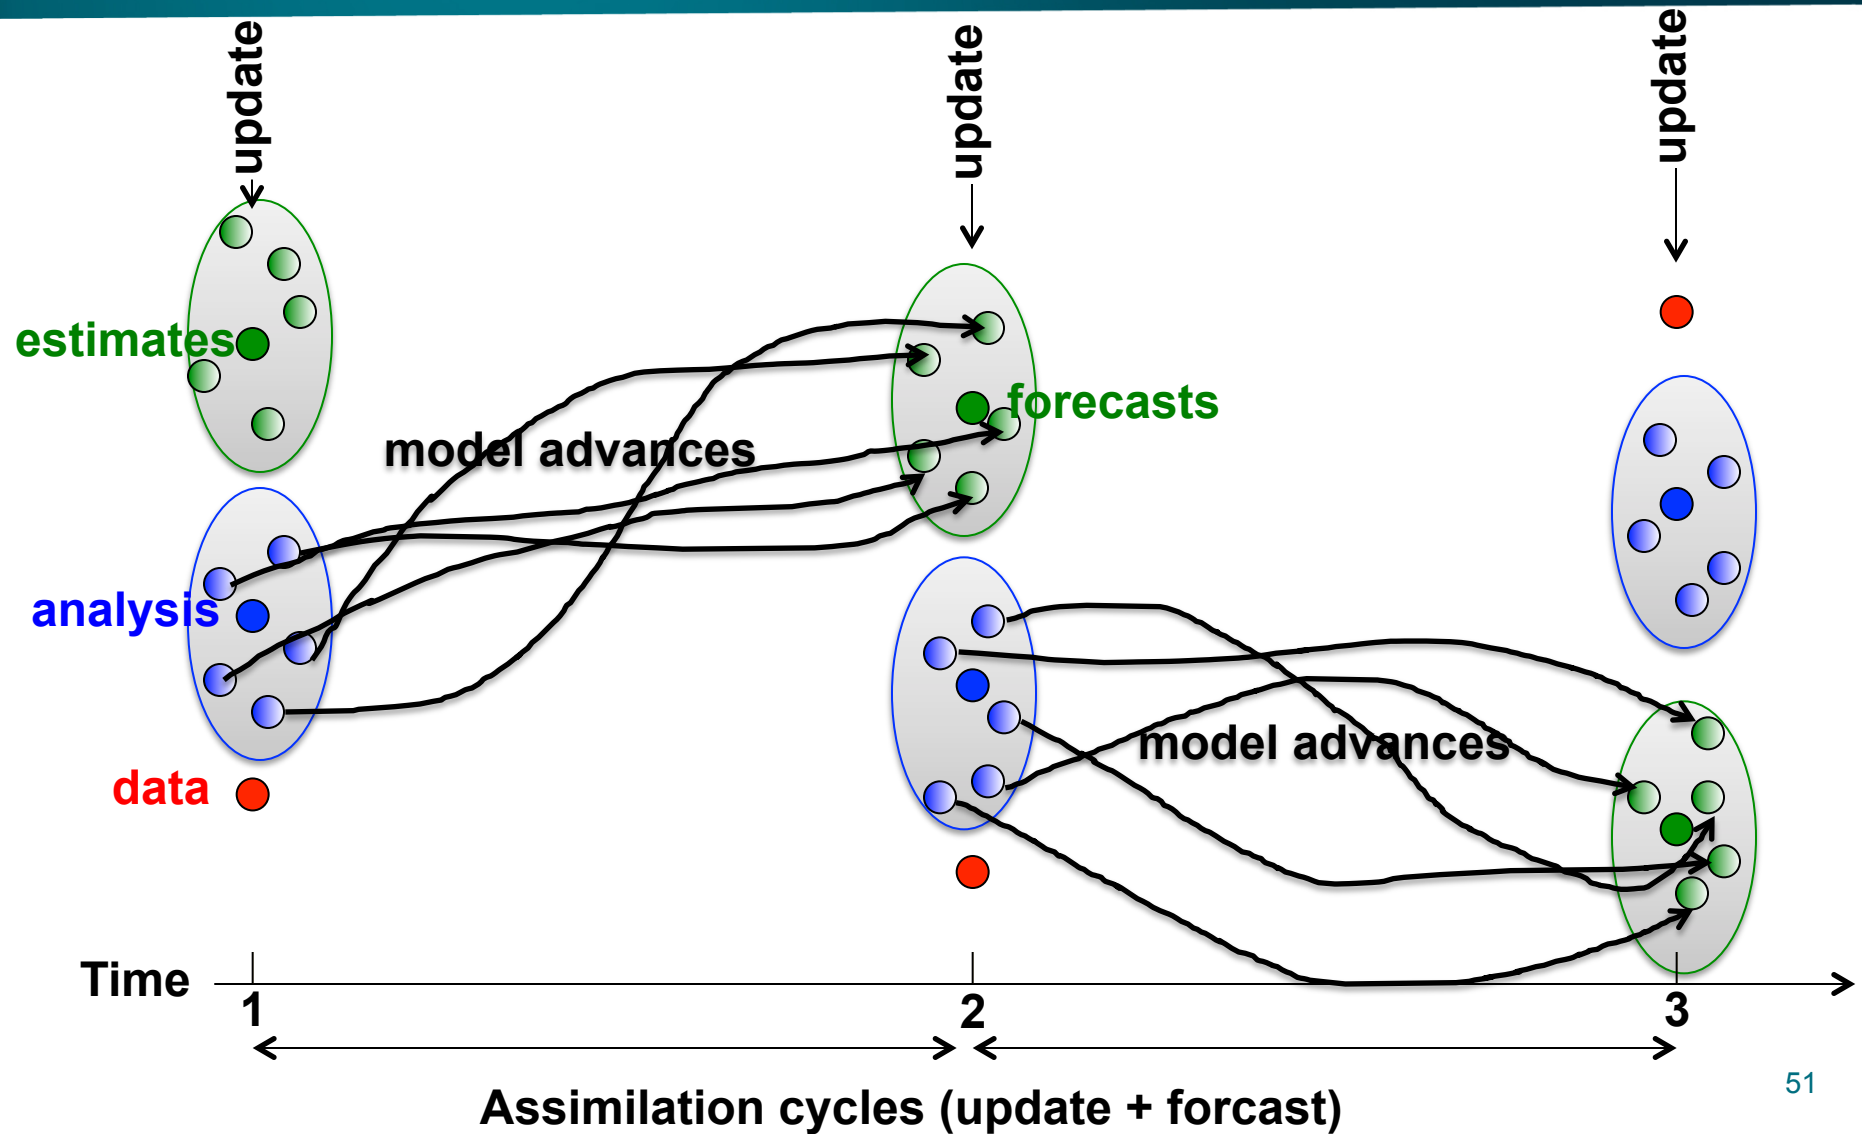 update
update
update
estimates
forecasts
model advances
analysis
model advances
data
Time
1
2
3
Assimilation cycles (update + forcast)
51